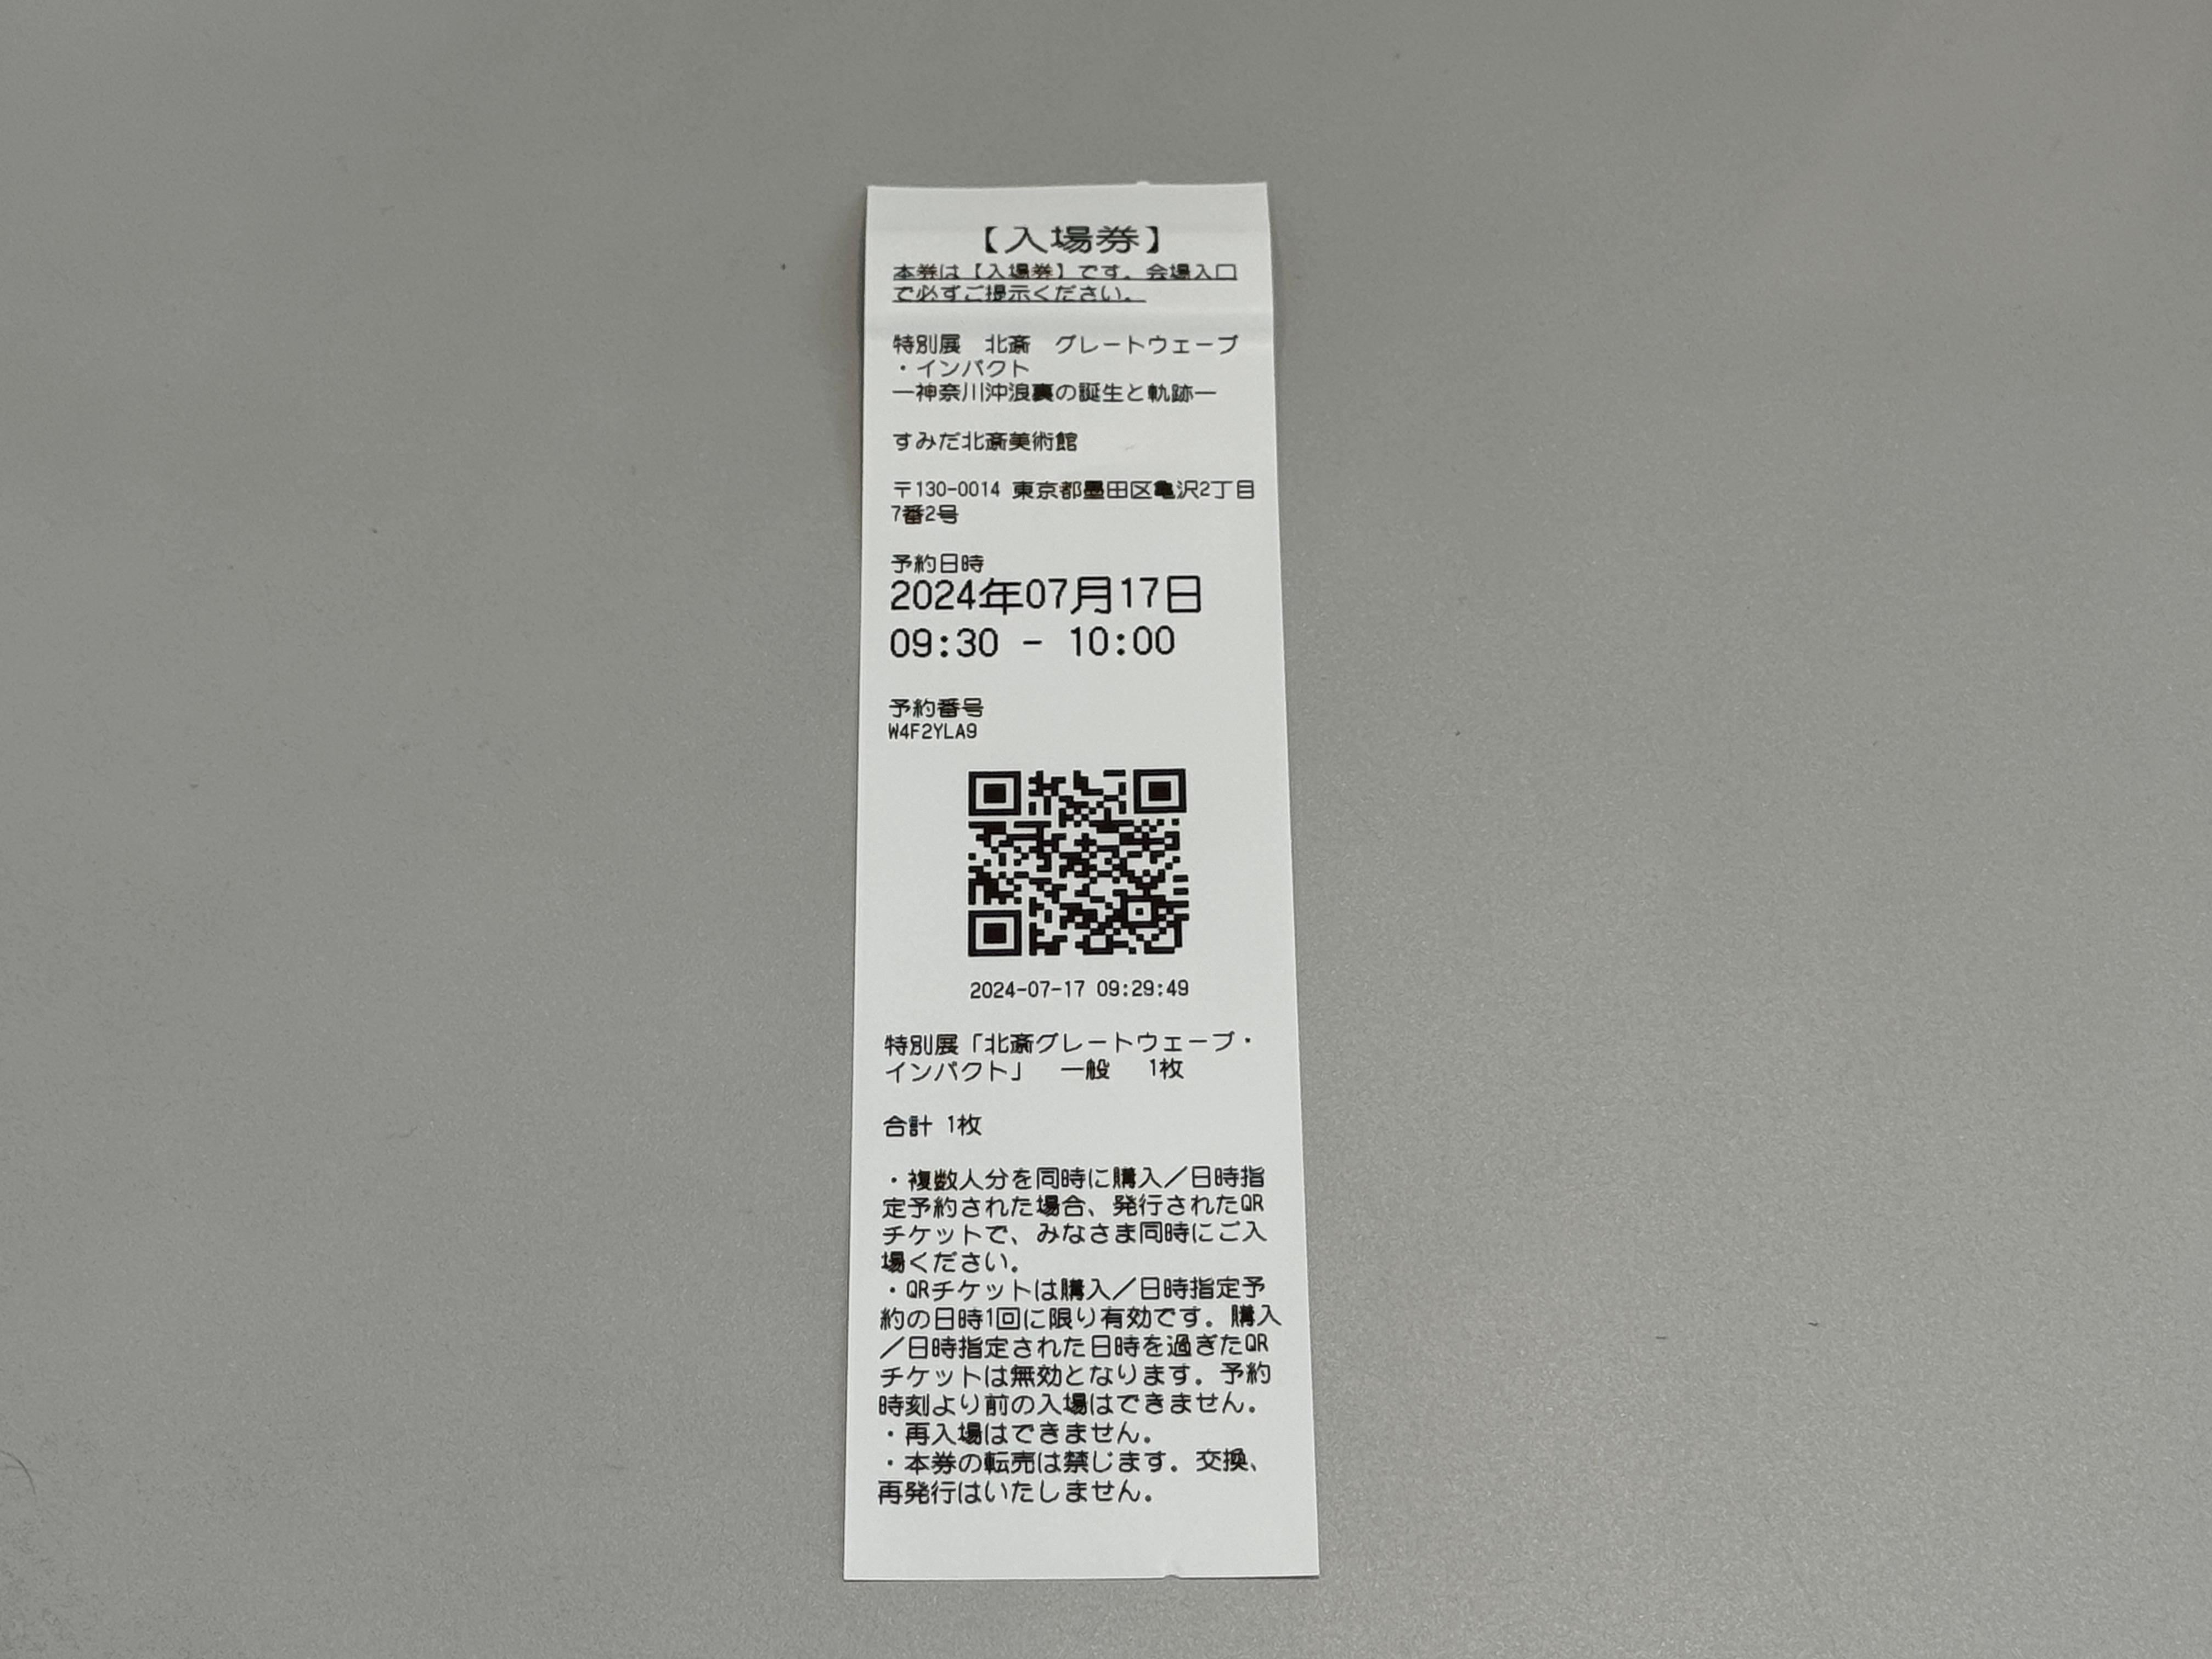 【入場券】
本券は【入場券】です。会場入口
で必ずご提示ください。
特別展　北斎　グレートウェーブ
・インパクト
―神奈川沖浪裏の誕生と軌跡―
すみだ北斎美術館
〒130-0014 東京都墨田区亀沢2丁目
7番2号
予約日時
2024年07月17日
09:30 - 10:00
予約番号
W4F2YLA9
2024-07-17 09:29:49
特別展「北斎グレートウェーブ・
インパクト」　一般　 1枚
合計 1枚
・複数人分を同時に購入／日時指
定予約された場合、発行されたQR
チケットで、みなさま同時にご入
場ください。
・QRチケットは購入／日時指定予
約の日時1回に限り有効です。購入
／日時指定された日時を過ぎたQR
チケットは無効となります。予約
時刻より前の入場はできません。
・再入場はできません。
・本券の転売は禁じます。交換、
再発行はいたしません。